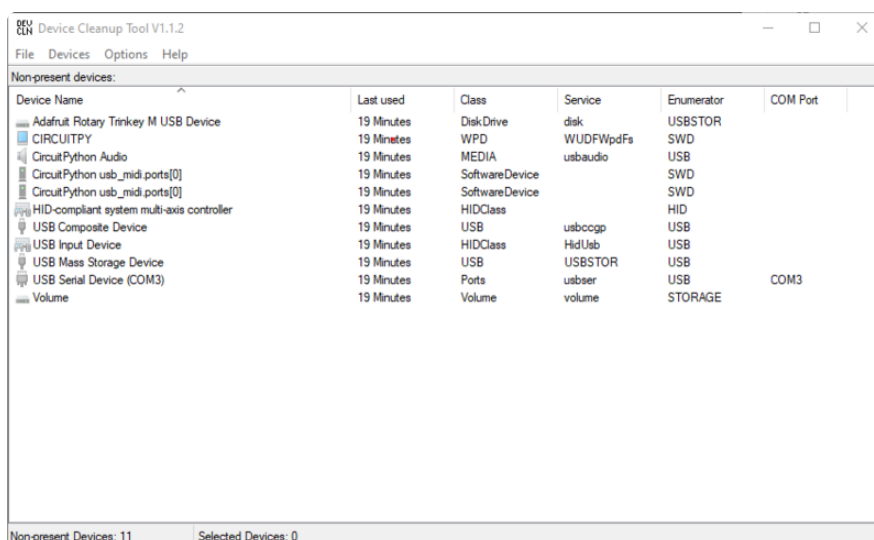 DEV CLN Device Cleanup Tool V1.1.2
File Devices Options Help
Non-present devices:
Device Name Last used Class Service Enumerator COM Port
Adafruit Rotary Trinkey M USB Device 19 Minutes DiskDrive disk USBSTOR
CIRCUITPY 19 Minutes WPD WUDFWpdFs SWD
CircuitPython Audio 19 Minutes MEDIA usbaudio USB
CircuitPython usb_midi.ports[0] 19 Minutes SoftwareDevice SWD
CircuitPython usb_midi.ports[0] 19 Minutes SoftwareDevice SWD
HID-compliant system multi-axis controller 19 Minutes HIDClass HID
USB Composite Device 19 Minutes USB usbccgp USB
USB Input Device 19 Minutes HIDClass HidUsb USB
USB Mass Storage Device 19 Minutes USB USBSTOR USB
USB Serial Device (COM3) 19 Minutes Ports usbser USB COM3
Volume 19 Minutes Volume volume STORAGE
Non-present Devices: 11 Selected Devices: 0